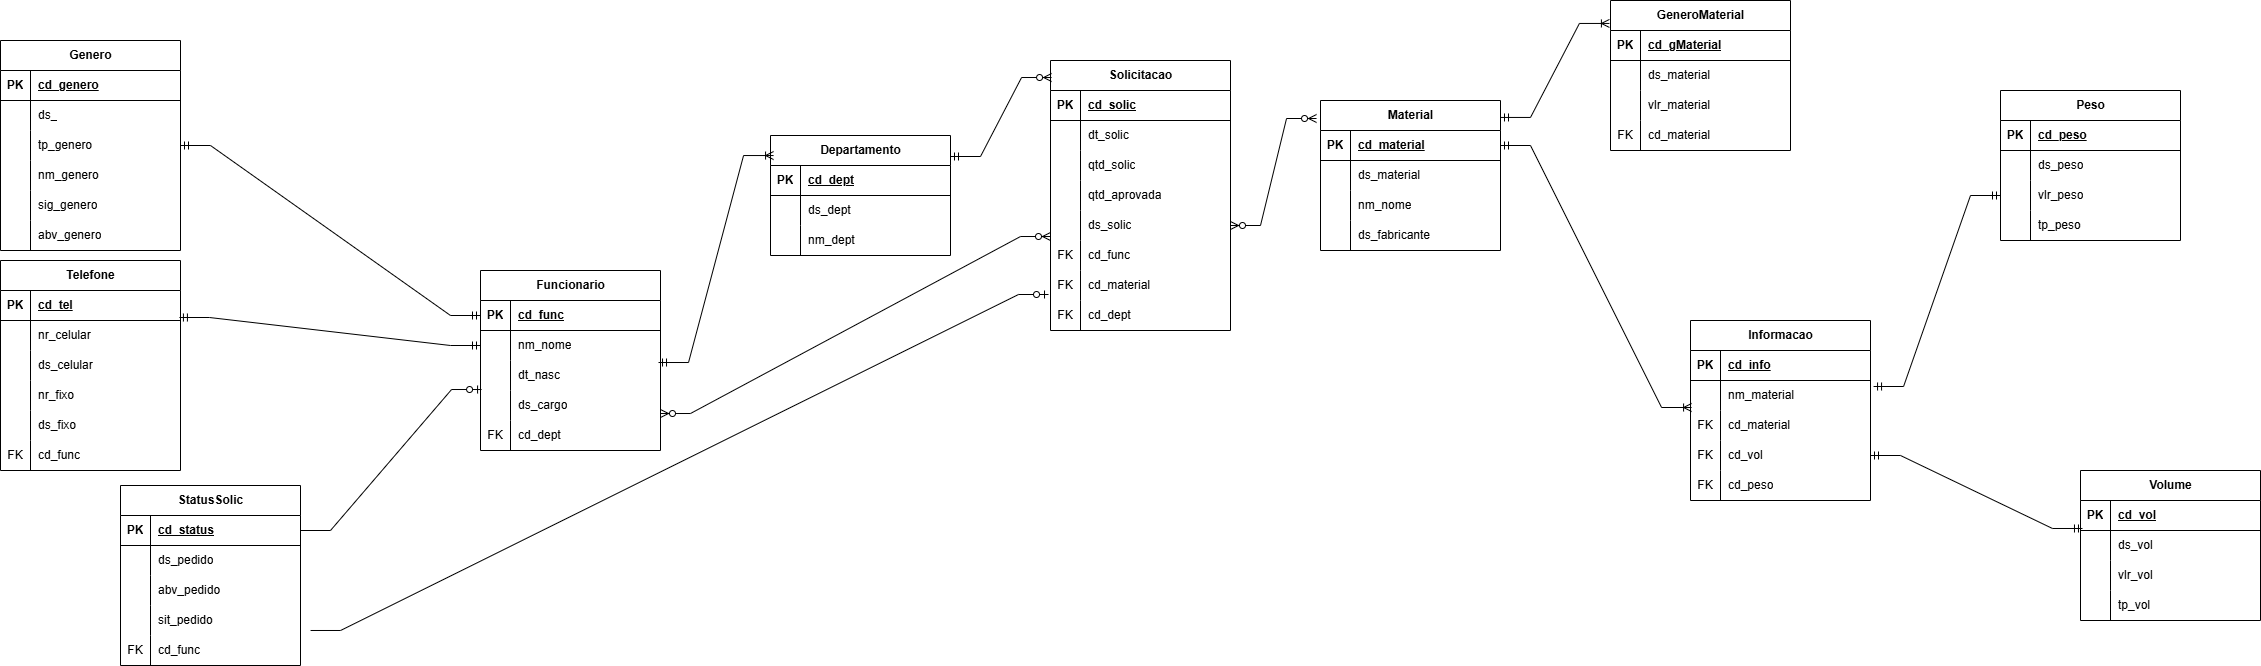 Genero
PK cd_genero
ds_
tp_genero
nm_genero
sig_genero
abv_genero
Telefone
PK cd_tel
nr_celular
ds_celular
nr_fixo
ds_fixo
FK cd_func
StatusSolic
PK cd_status
ds_pedido
abv_pedido
sit_pedido
FK cd_func
Funcionario
PK cd_func
nm_nome
dt_nasc
ds_cargo
FK cd_dept
Departamento
PK cd_dept
ds_dept
nm_dept
Solicitacao
PK cd_solic
dt_solic
qtd_solic
qtd_aprovada
ds_solic
FK cd_func
FK cd_material
FK cd_dept
Material
PK cd_material
ds_material
nm_nome
ds_fabricante
GeneroMaterial
PK cd_gMaterial
ds_material
vlr_material
FK cd_material
Informacao
PK cd_info
nm_material
FK cd_material
FK cd_vol
FK cd_peso
Peso
PK cd_peso
ds_peso
vlr_peso
tp_peso
Volume
PK cd_vol
ds_vol
vlr_vol
tp_vol